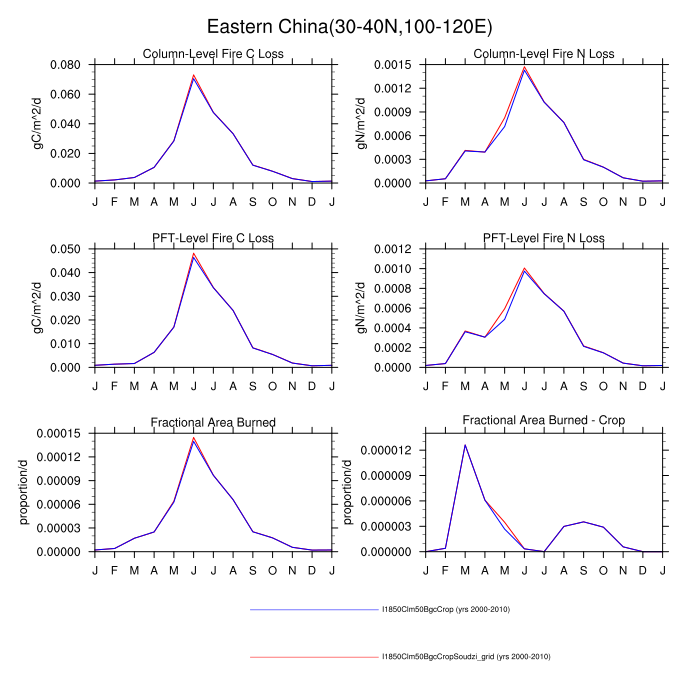 Eastern China(30-40N,100-120E)
Column-Level Fire C Loss
gC/m^2/d
0.080
0.060
0.040
0.020
0.000
J F M A M J J A S O N D J
Column-Level Fire N Loss
gN/m^2/d
0.0015
0.0012
0.0009
0.0006
0.0003
0.0000
J F M A M J J A S O N D J
PFT-Level Fire C Loss
gC/m^2/d
0.050
0.040
0.030
0.020
0.010
0.000
J F M A M J J A S O N D J
PFT-Level Fire N Loss
gN/m^2/d
0.0012
0.0010
0.0008
0.0006
0.0004
0.0002
0.0000
J F M A M J J A S O N D J
Fractional Area Burned
proportion/d
0.00015
0.00012
0.00009
0.00006
0.00003
0.00000
J F M A M J J A S O N D J
Fractional Area Burned - Crop
proportion/d
0.000012
0.000009
0.000006
0.000003
0.000000
J F M A M J J A S O N D J
I1850Clm50BgcCrop (yrs 2000-2010)
I1850Clm50BgcCropSoudzi_grid (yrs 2000-2010)